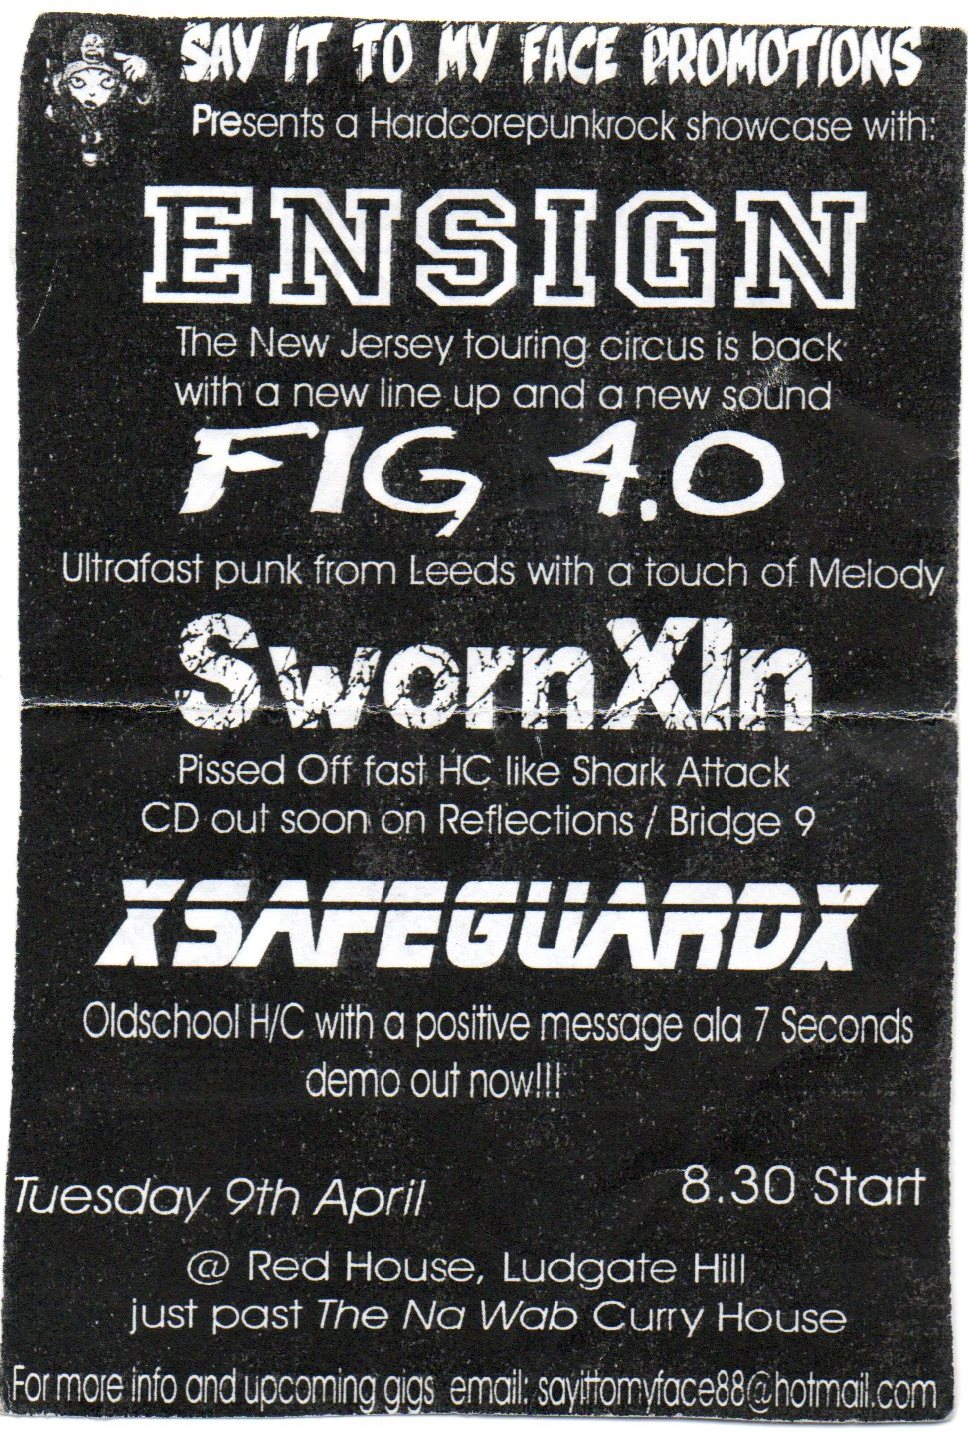 SAY IT TO MY FACE PROMOTIONS
Presents a Hardcorepunkrock showcase with:
ENSIGN
The New Jersey touring circus is back
with a new line up and a new sound
FIG 4.0
Ultrafast punk from Leeds with a touch of Melody
SwornXIn
Pissed Off fast HC like Shark Attack
CD out soon on Reflections / Bridge 9
XSAFEGUARDX
Oldschool H/C with a positive message ala 7 Seconds
demo out now!!!
Tuesday 9th April
8.30 Start
@ Red House, Ludgate Hill
just past The Na Wab Curry House
For more info and upcoming gigs email: sayittomyface88@hotmail.com